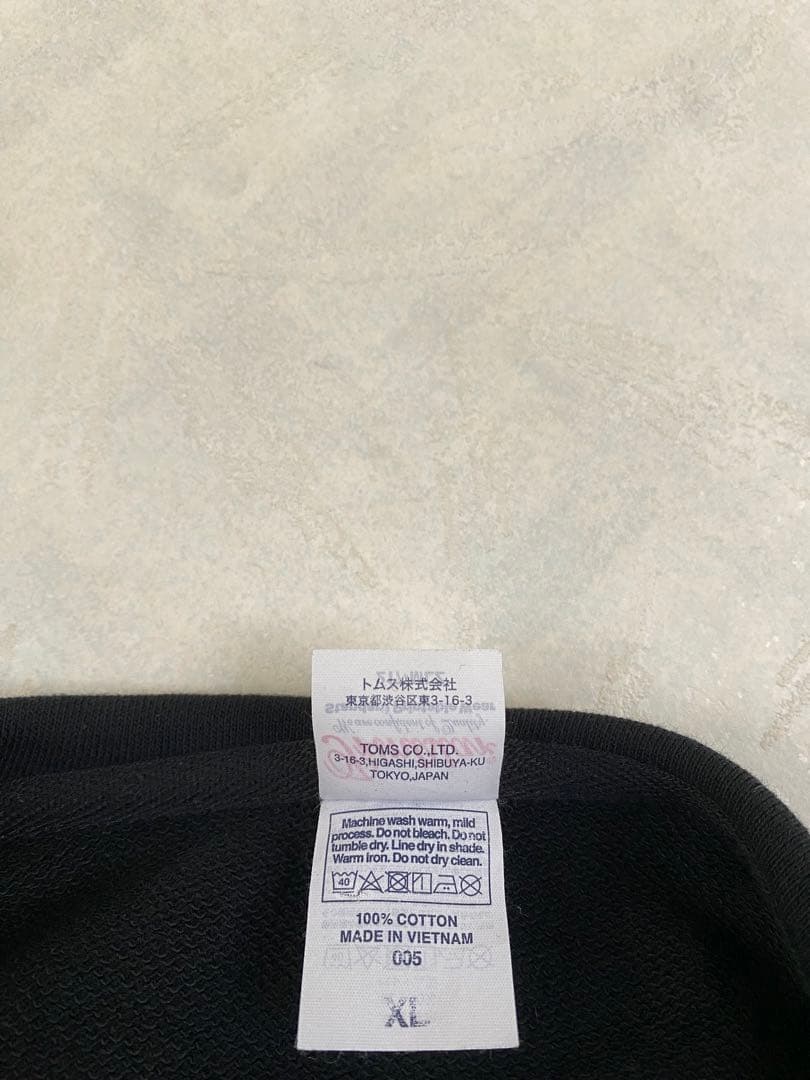 トムス株式会社
東京都渋谷区東3-16-3
TOMS CO.,LTD.
3-16-3,HIGASHI,SHIBUYA-KU
TOKYO,JAPAN
Machine wash warm, mild
process. Do not bleach. Do not
tumble dry. Line dry in shade.
Warm iron. Do not dry clean.
40
100% COTTON
MADE IN VIETNAM
005
XL